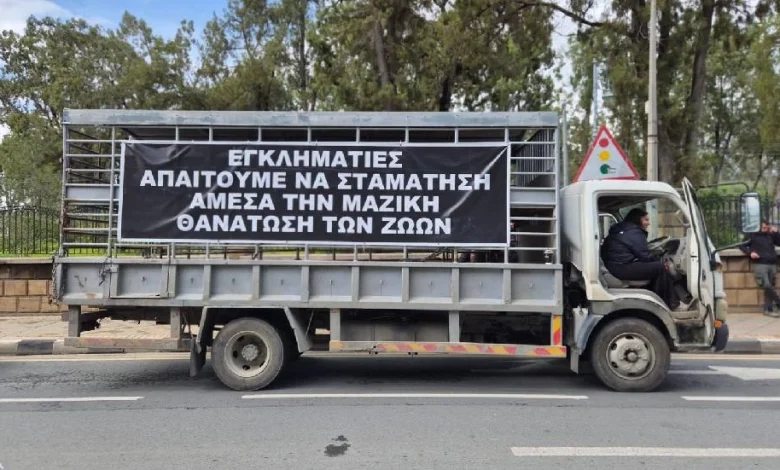 ΕΓΚΛΗΜΑΤΙΕΣ
ΑΠΑΙΤΟΥΜΕ ΝΑ ΣΤΑΜΑΤΗΣΗ
ΑΜΕΣΑ ΤΗΝ ΜΑΖΙΚΗ
ΘΑΝΑΤΩΣΗ ΤΩΝ ΖΩΩΝ